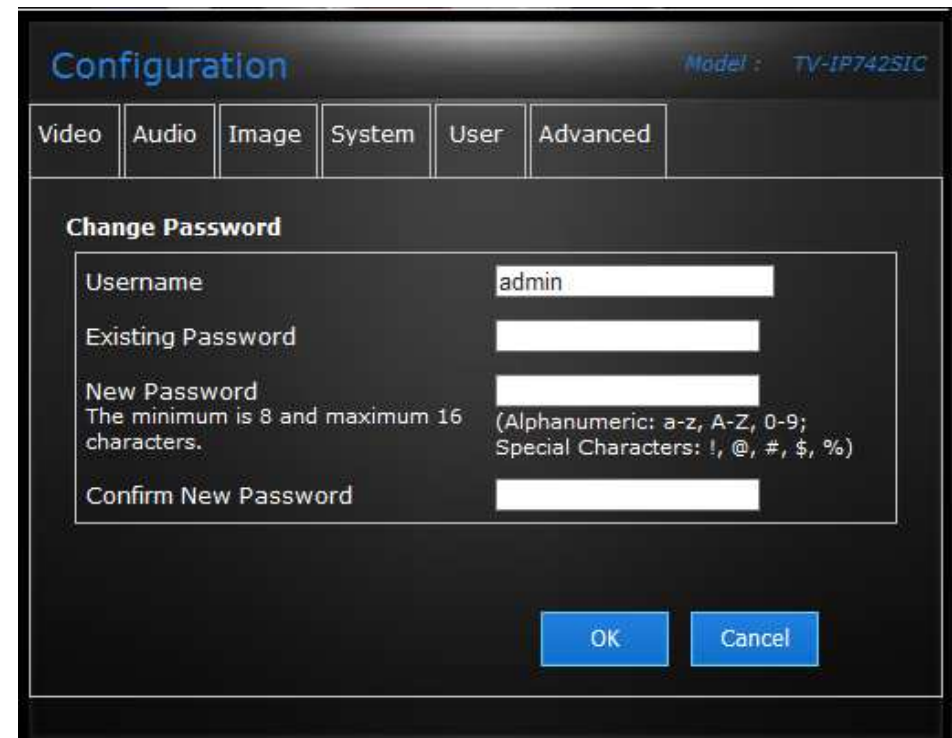 Configuration
Model : TV-IP742SIC
Video Audio Image System User Advanced
Change Password
Username admin
Existing Password
New Password
The minimum is 8 and maximum 16
characters.
(Alphanumeric: a-z, A-Z, 0-9;
Special Characters: !, @, #, $, %)
Confirm New Password
OK Cancel